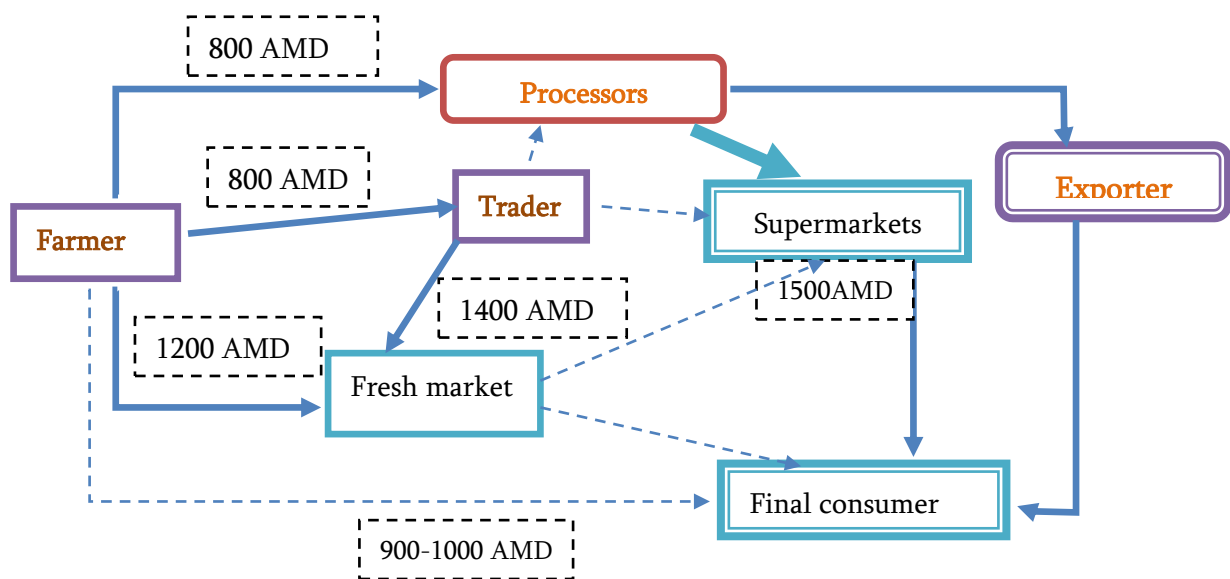 800 AMD
Processors
800 AMD
Trader
Exporter
Farmer
Supermarkets
1500AMD
1400 AMD
1200 AMD
Fresh market
Final consumer
900-1000 AMD